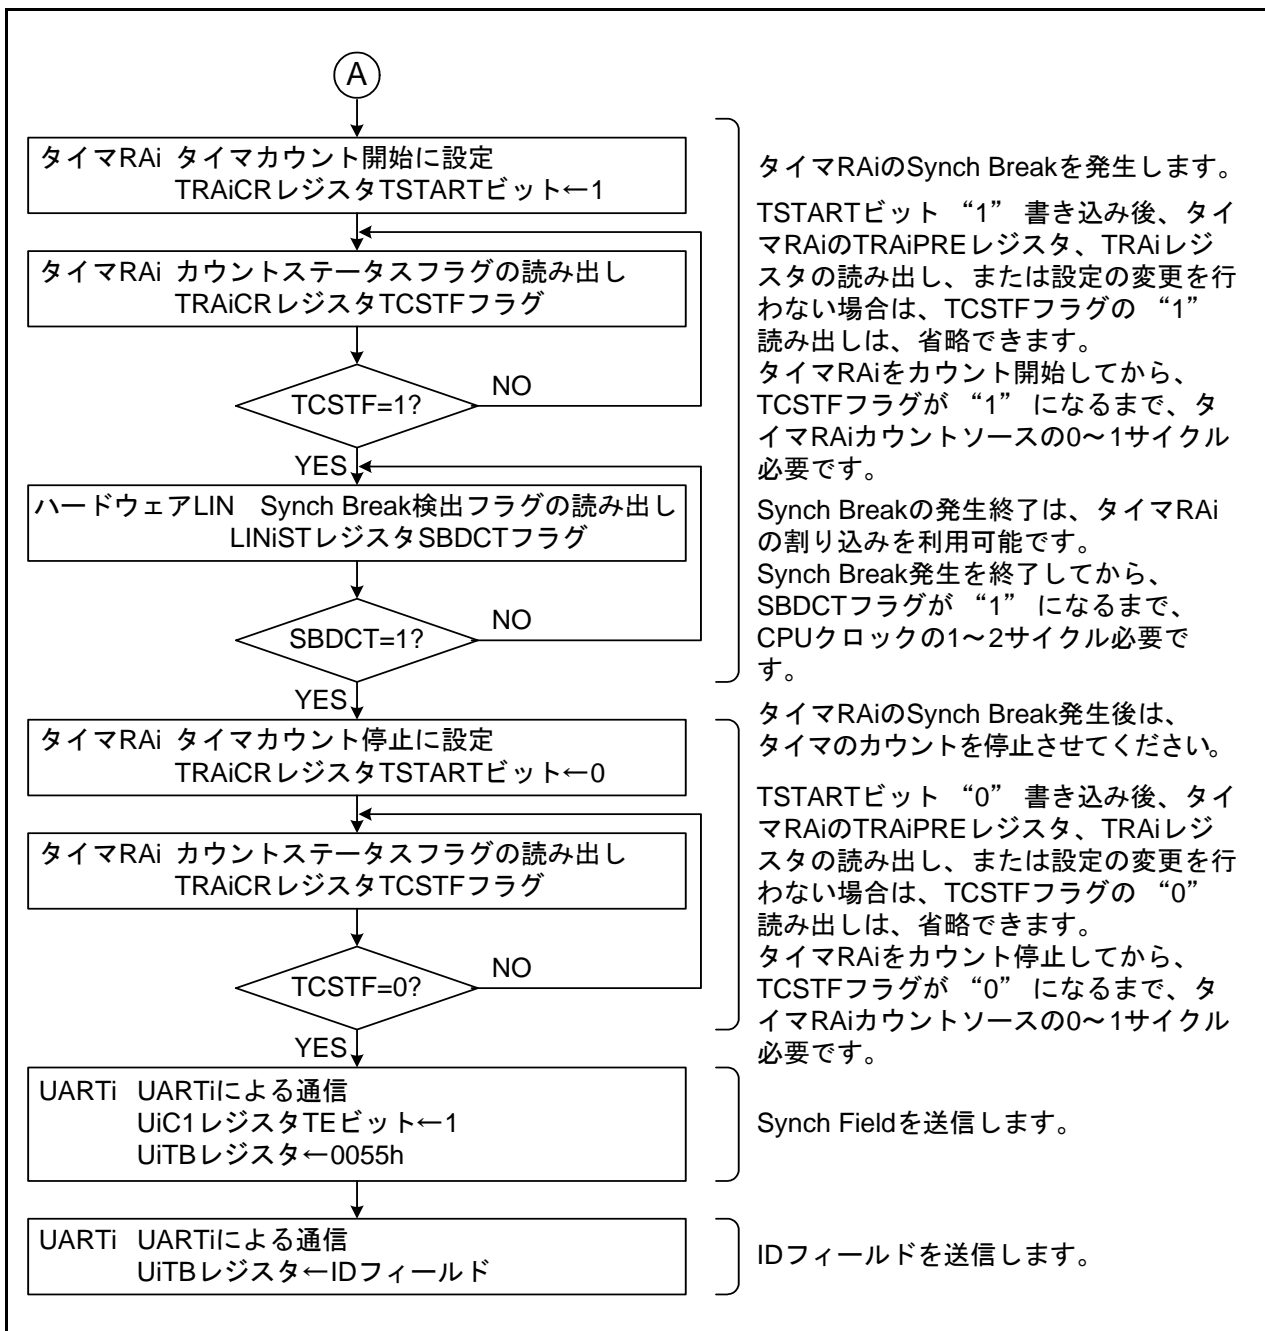 A
タイマRAi タイマカウント開始に設定
TRAiCRレジスタTSTARTビット←1
タイマRAi カウントステータスフラグの読み出し
TRAiCRレジスタTCSTFフラグ
TCSTF=1?
NO
YES
ハードウェアLIN Synch Break検出フラグの読み出し
LINiSTレジスタSBDCTフラグ
SBDCT=1?
NO
YES
タイマRAiのSynch Breakを発生します。
TSTARTビット “1” 書き込み後、タイ
マRAiのTRAiPREレジスタ、TRAiレジ
スタの読み出し、または設定の変更を行
わない場合は、TCSTFフラグの “1”
読み出しは、省略できます。
タイマRAiをカウント開始してから、
TCSTFフラグが “1” になるまで、タ
イマRAiカウントソースの0～1サイクル
必要です。
Synch Breakの発生終了は、タイマRAi
の割り込みを利用可能です。
Synch Break発生を終了してから、
SBDCTフラグが “1” になるまで、
CPUクロックの1～2サイクル必要で
す。
タイマRAi タイマカウント停止に設定
TRAiCRレジスタTSTARTビット←0
タイマRAi カウントステータスフラグの読み出し
TRAiCRレジスタTCSTFフラグ
TCSTF=0?
NO
YES
タイマRAiのSynch Break発生後は、
タイマのカウントを停止させてください。
TSTARTビット “0” 書き込み後、タイ
マRAiのTRAiPREレジスタ、TRAiレジ
スタの読み出し、または設定の変更を行
わない場合は、TCSTFフラグの “0”
読み出しは、省略できます。
タイマRAiをカウント停止してから、
TCSTFフラグが “0” になるまで、タ
イマRAiカウントソースの0～1サイクル
必要です。
UARTi UARTiによる通信
UiC1レジスタTEビット←1
UiTBレジスタ←0055h
Synch Fieldを送信します。
UARTi UARTiによる通信
UiTBレジスタ←IDフィールド
IDフィールドを送信します。